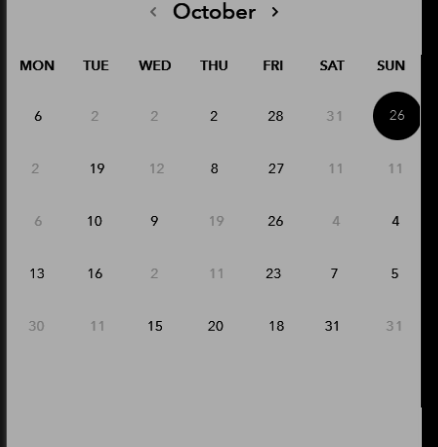 ‹ October ›
MON TUE WED THU FRI SAT SUN
6 2 2 2 28 31 26
2 19 12 8 27 11 11
6 10 9 19 26 4 4
13 16 2 11 23 7 5
30 11 15 20 18 31 31